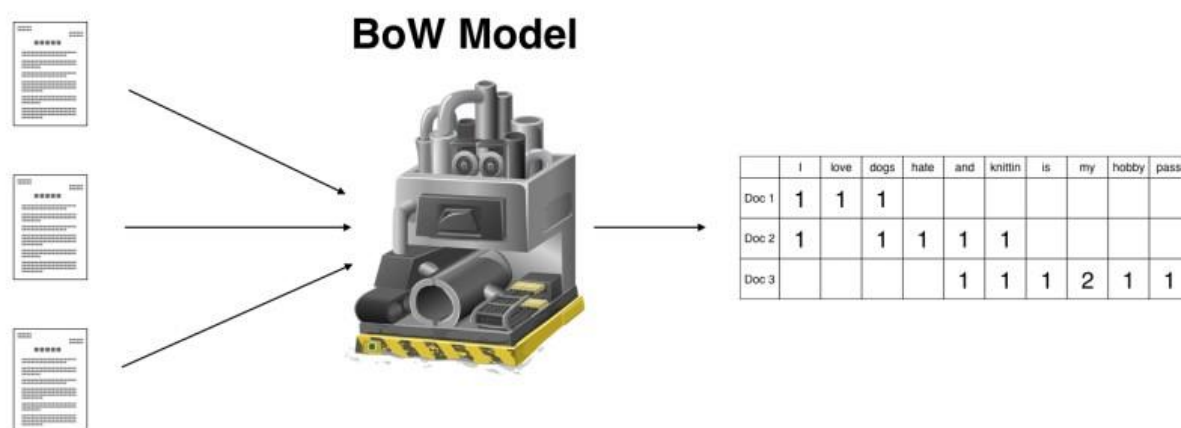 BoW Model
I love dogs hate and knittin is my hobby pass
Doc 1 1 1 1
Doc 2 1 1 1 1 1
Doc 3 1 1 1 2 1 1